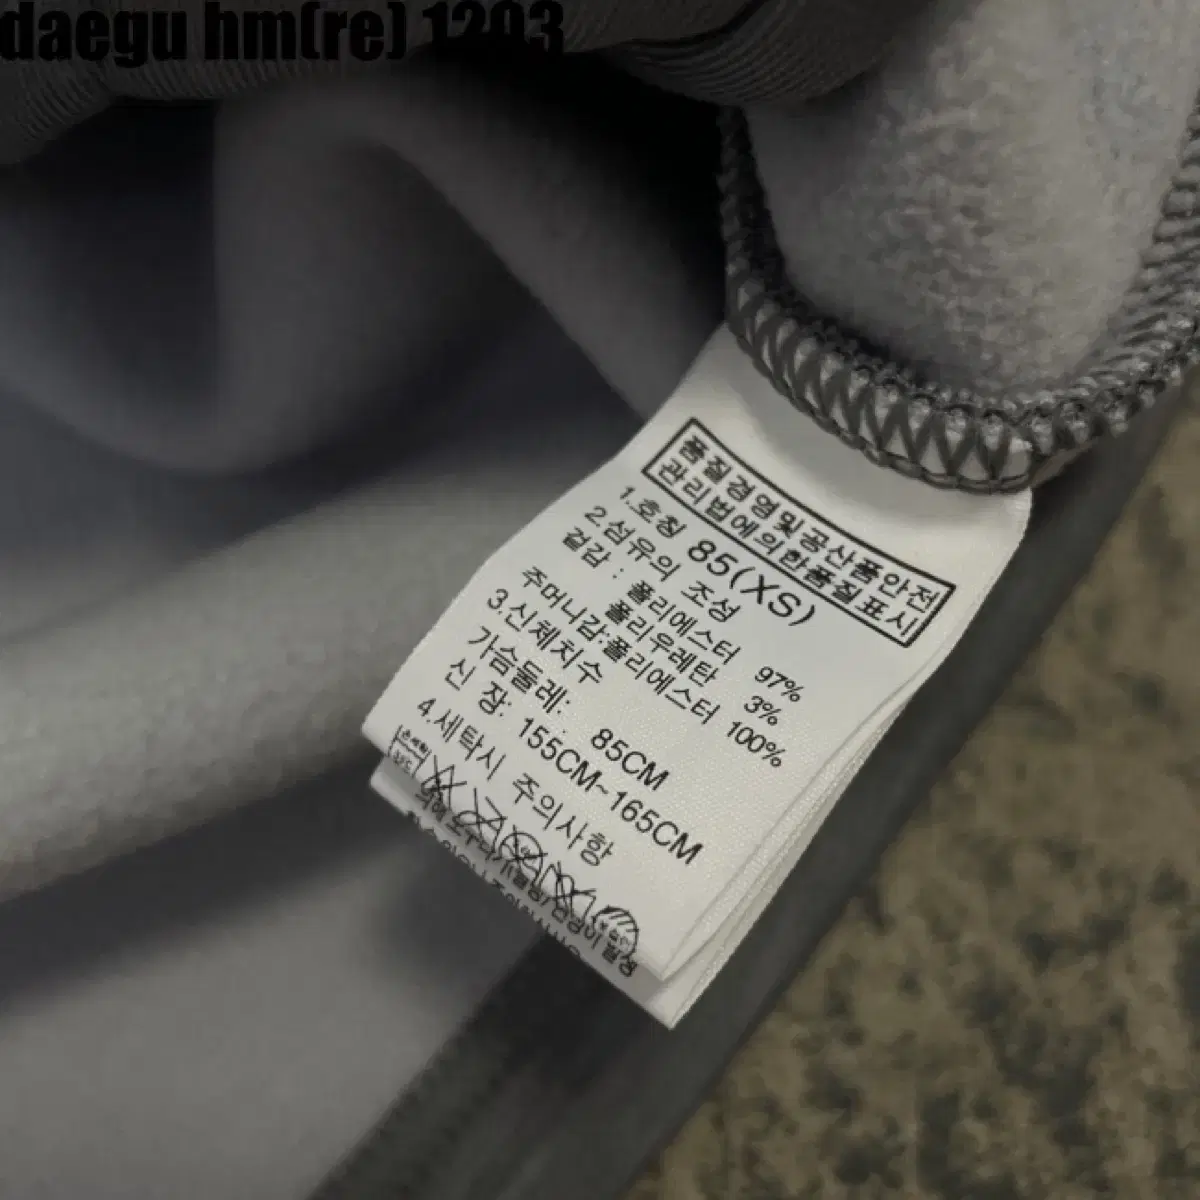 daegu hm(re) 1203
품질경영및공산품안전
관리법에의한품질표시
1.호칭 85(XS)
2.섬유의 조성
겉감 : 폴리에스터 97%
폴리우레탄 3%
주머니감:폴리에스터 100%
3.신체치수
가슴둘레: 85CM
신 장: 155CM~165CM
4.세탁시 주의사항